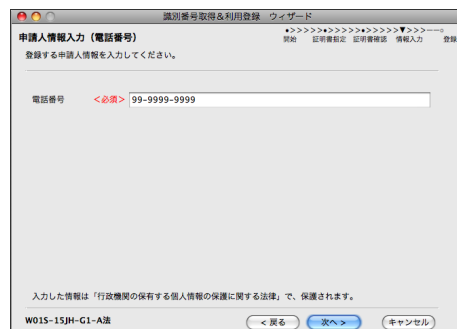 識別番号取得&利用登録 ウィザード
申請人情報入力（電話番号）
•>>>>>•>>>>>•>>>>>▼>>>——=
開始 証明書指定 証明書確認 情報入力 登録
登録する申請人情報を入力してください。
電話番号 <必須> 99-9999-9999
入力した情報は「行政機関の保有する個人情報の保護に関する法律」で、保護されます。
W01S-15JH-G1-A法
< 戻る 次へ > キャンセル